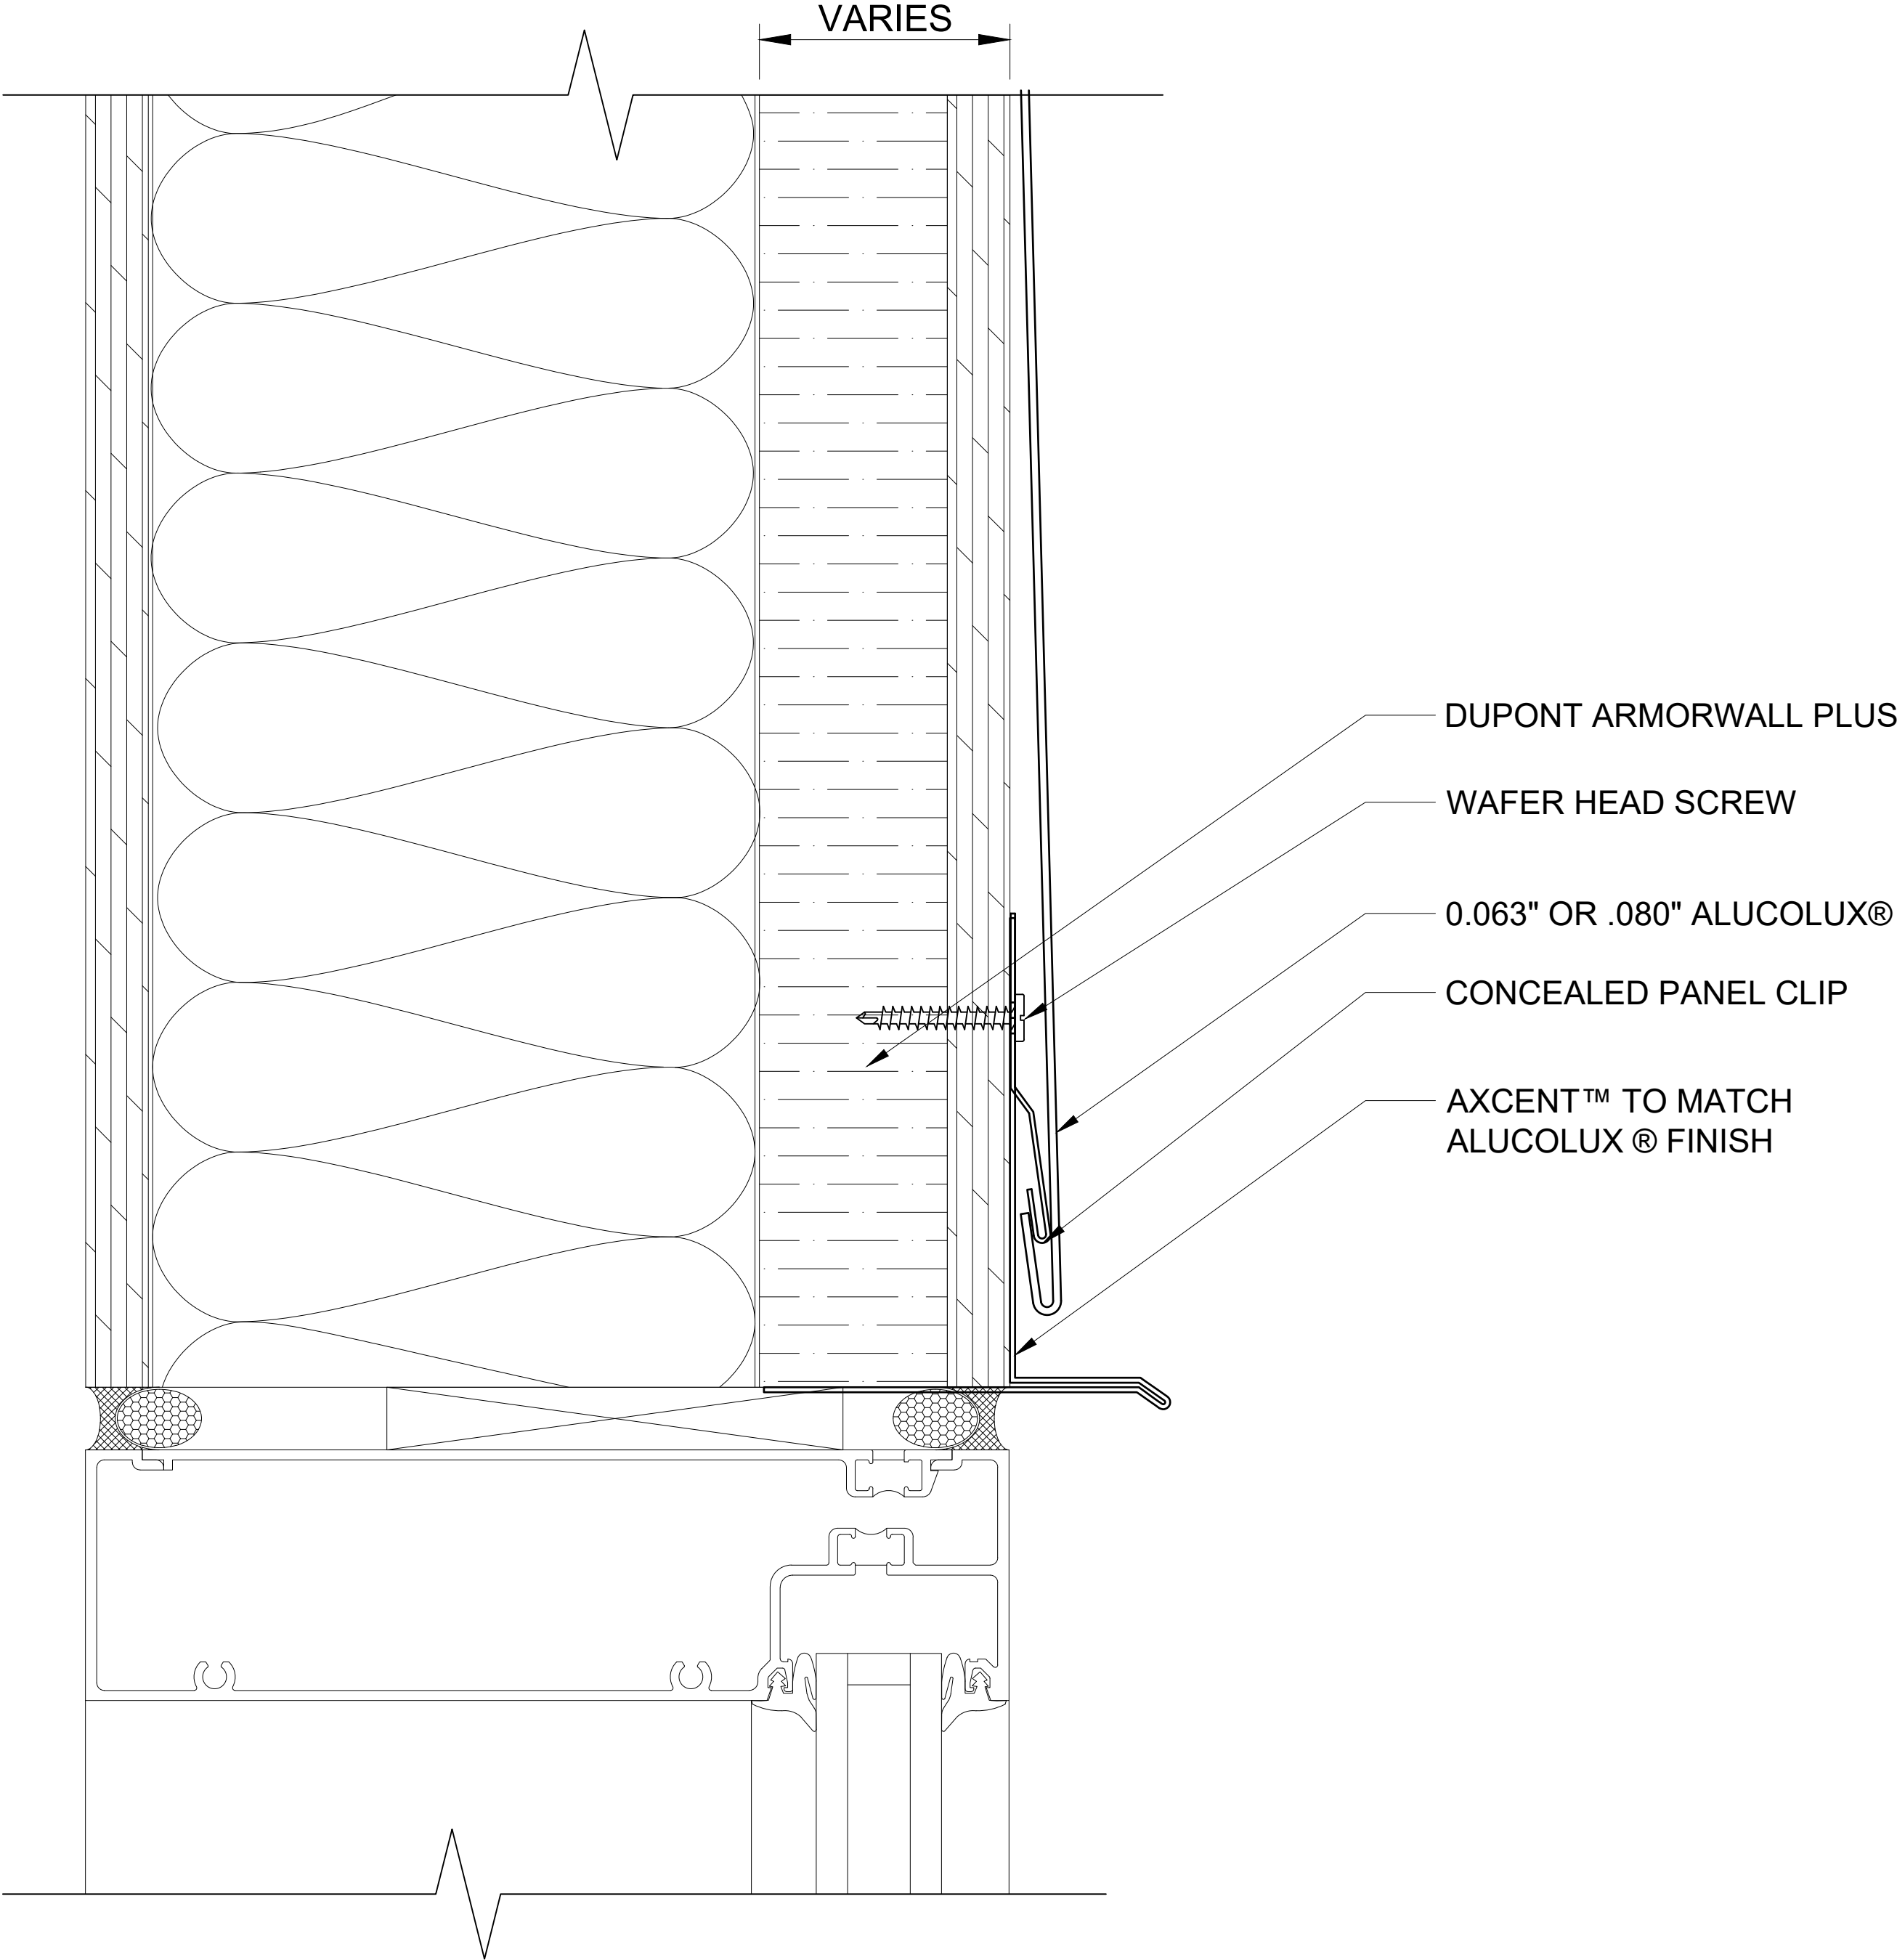 VARIES
DUPONT ARMORWALL PLUS
WAFER HEAD SCREW
0.063" OR .080" ALUCOLUX®
CONCEALED PANEL CLIP
AXCENT™ TO MATCH
ALUCOLUX ® FINISH